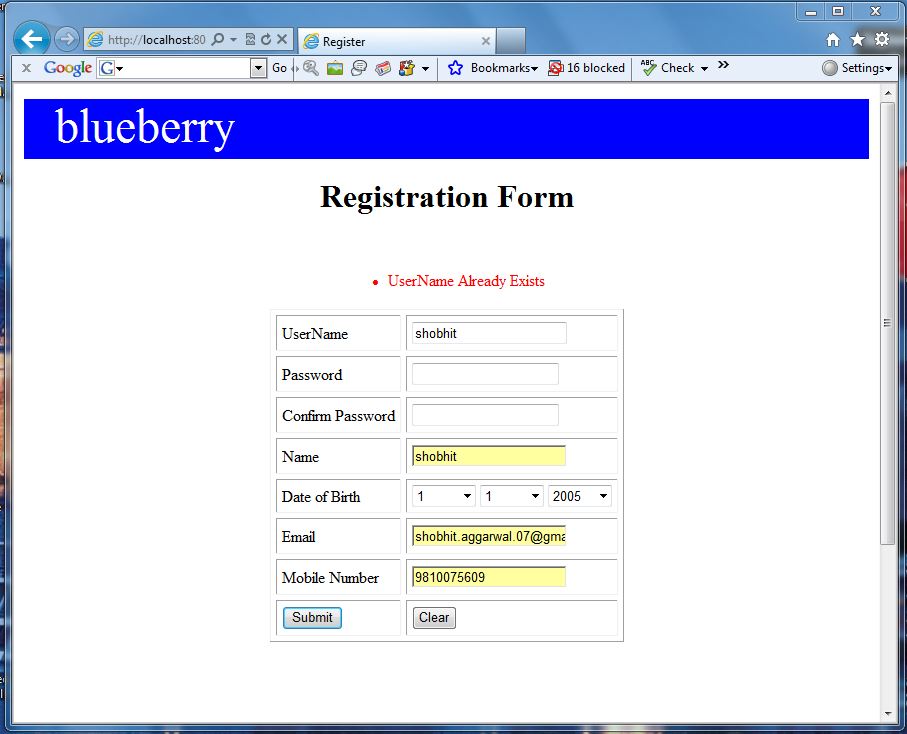 http://localhost:80
Register
x Google G Go Bookmarks 16 blocked ABC Check » Settings
blueberry
Registration Form
• UserName Already Exists
UserName shobhit
Password
Confirm Password
Name shobhit
Date of Birth 1 1 2005
Email shobhit.aggarwal.07@gma
Mobile Number 9810075609
Submit Clear